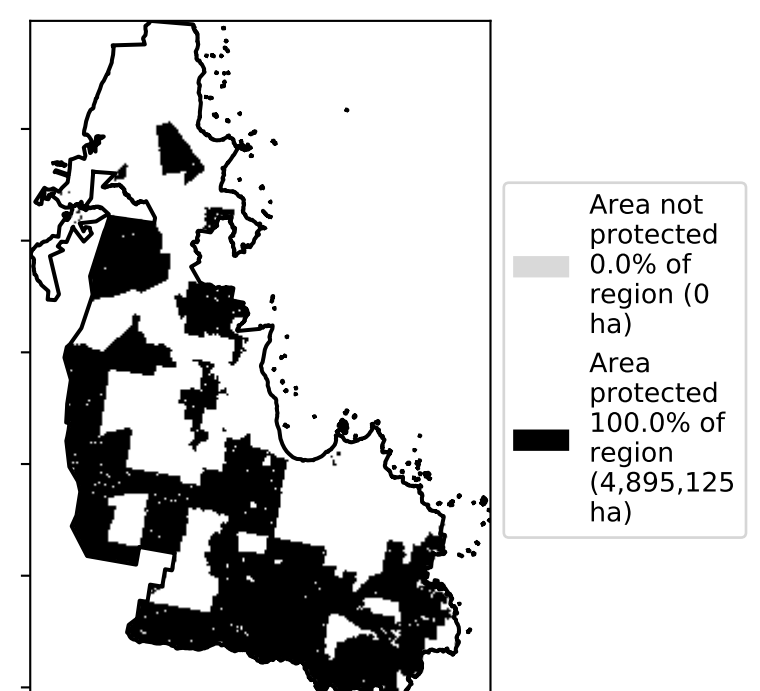 Area not
protected
0.0% of
region (0
ha)
Area
protected
100.0% of
region
(4,895,125
ha)